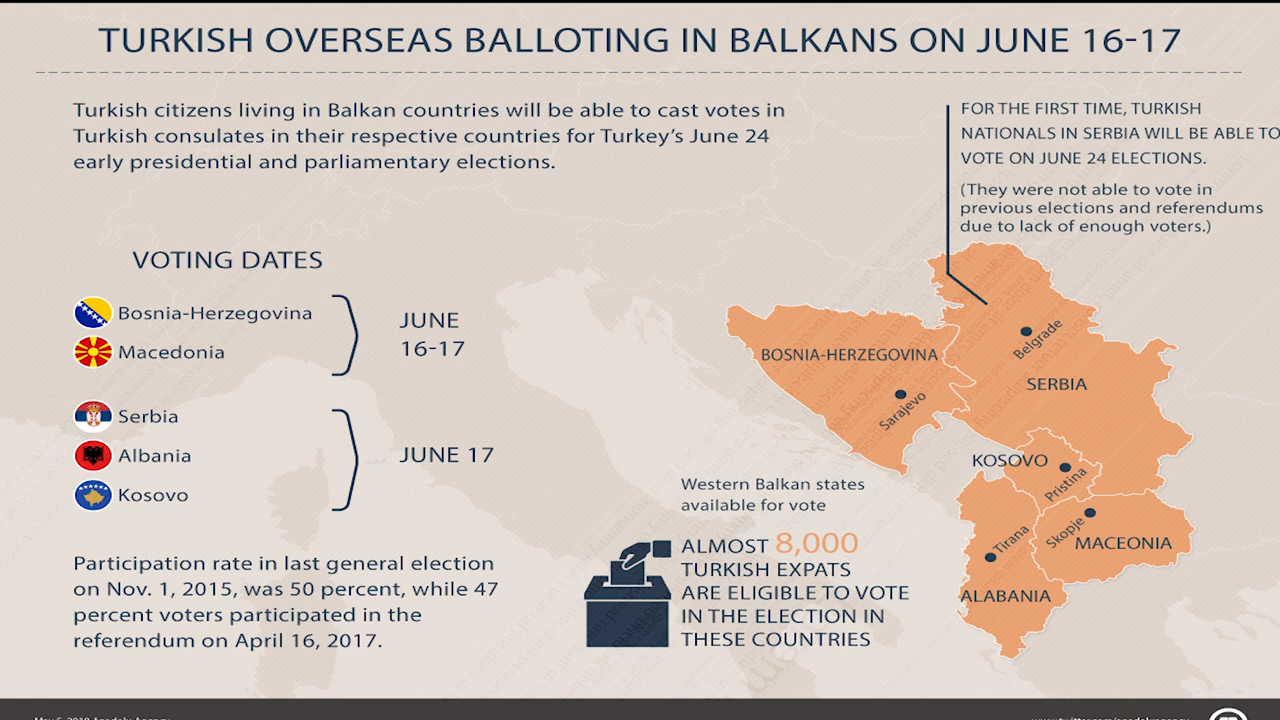 TURKISH OVERSEAS BALLOTING IN BALKANS ON JUNE 16-17
Turkish citizens living in Balkan countries will be able to cast votes in
Turkish consulates in their respective countries for Turkey's June 24
early presidential and parliamentary elections.
FOR THE FIRST TIME, TURKISH
NATIONALS IN SERBIA WILL BE ABLE TO
VOTE ON JUNE 24 ELECTIONS.
(They were not able to vote in
previous elections and referendums
due to lack of enough voters.)
VOTING DATES
Bosnia-Herzegovina
Macedonia
JUNE
16-17
Serbia
Albania
Kosovo
JUNE 17
Participation rate in last general election
on Nov. 1, 2015, was 50 percent, while 47
percent voters participated in the
referendum on April 16, 2017.
Western Balkan states
available for vote
ALMOST 8,000
TURKISH EXPATS
ARE ELIGIBLE TO VOTE
IN THE ELECTION IN
THESE COUNTRIES
BOSNIA-HERZEGOVINA
Sarajevo
Belgrade
SERBIA
KOSOVO
Pristina
Skopje
MACEONIA
Tirana
ALABANIA